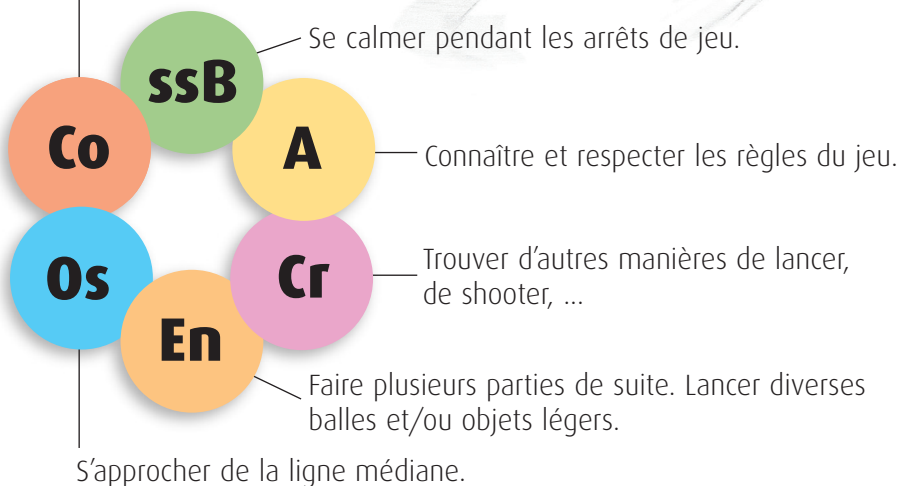 ssB
Se calmer pendant les arrêts de jeu.
Co
A
Connaître et respecter les règles du jeu.
Os
Cr
Trouver d'autres manières de lancer,
de shooter, ...
En
Faire plusieurs parties de suite. Lancer diverses
balles et/ou objets légers.
S'approcher de la ligne médiane.